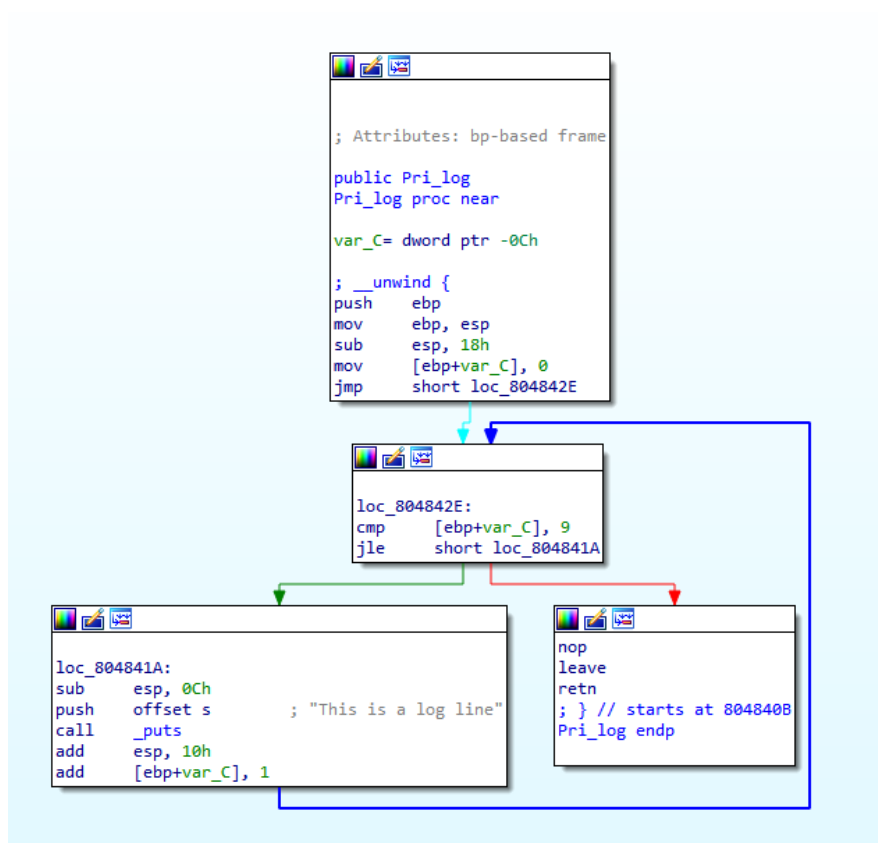 ; Attributes: bp-based frame
public Pri_log
Pri_log proc near
var_C= dword ptr -0Ch
; __unwind {
push ebp
mov ebp, esp
sub esp, 18h
mov [ebp+var_C], 0
jmp short loc_804842E
loc_804842E:
cmp [ebp+var_C], 9
jle short loc_804841A
loc_804841A:
sub esp, 0Ch
push offset s ; "This is a log line"
call _puts
add esp, 10h
add [ebp+var_C], 1
nop
leave
retn
; } // starts at 804840B
Pri_log endp